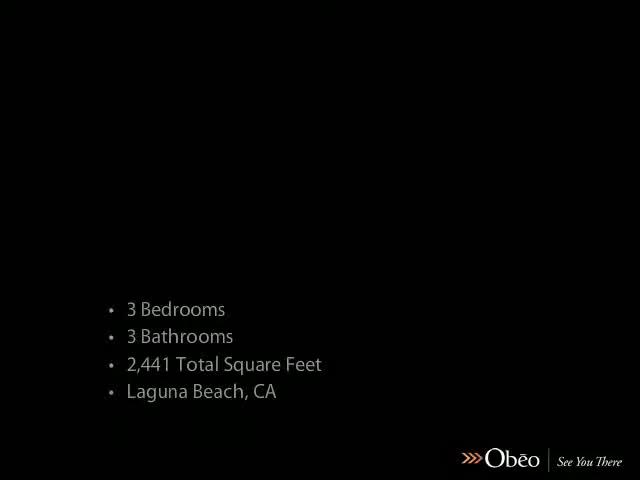 • 3 Bedrooms
• 3 Bathrooms
• 2,441 Total Square Feet
• Laguna Beach, CA
Obēo | See You There